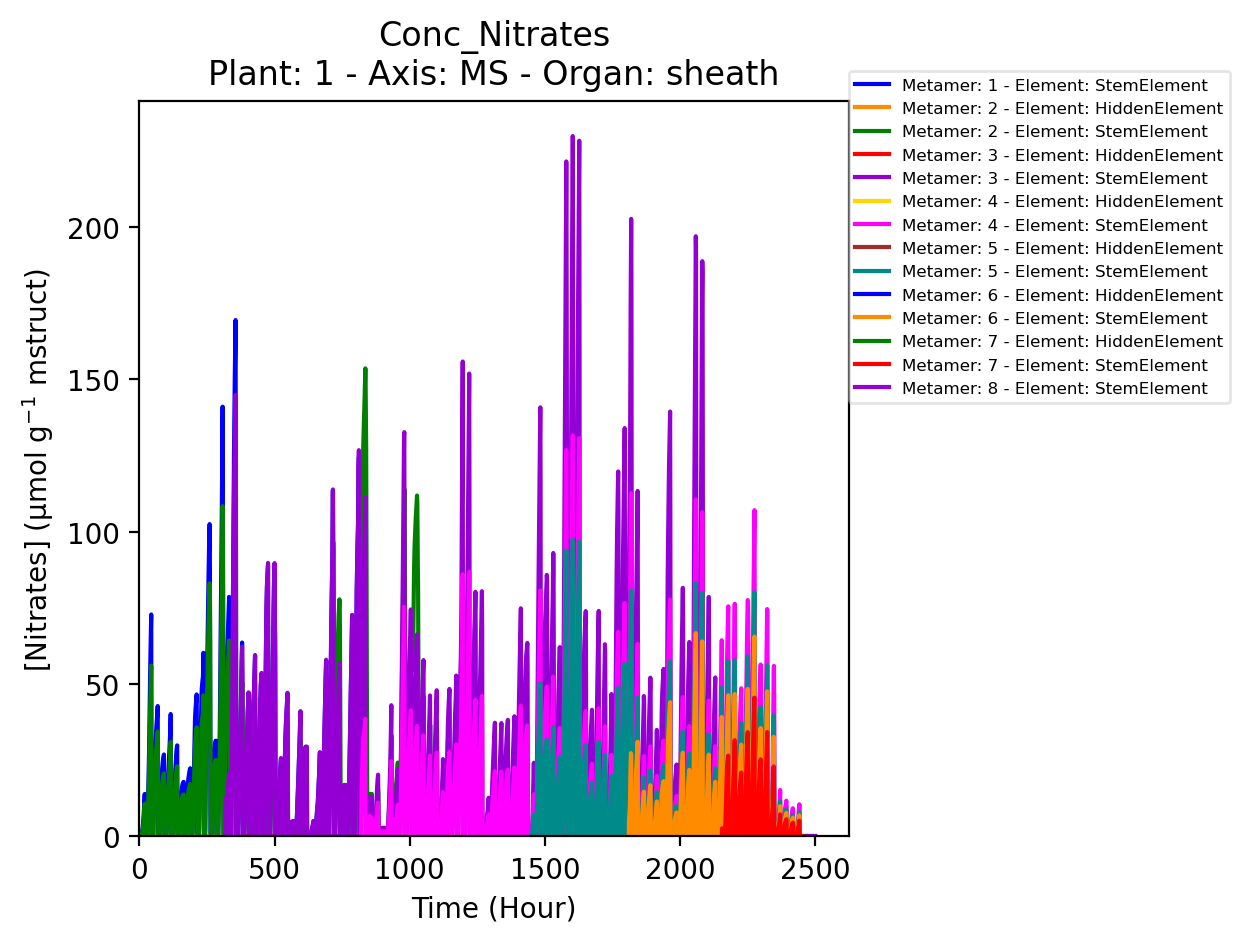 Conc_Nitrates
Plant: 1 - Axis: MS - Organ: sheath
Metamer: 1 - Element: StemElement
Metamer: 2 - Element: HiddenElement
Metamer: 2 - Element: StemElement
Metamer: 3 - Element: HiddenElement
Metamer: 3 - Element: StemElement
Metamer: 4 - Element: HiddenElement
Metamer: 4 - Element: StemElement
Metamer: 5 - Element: HiddenElement
Metamer: 5 - Element: StemElement
Metamer: 6 - Element: HiddenElement
Metamer: 6 - Element: StemElement
Metamer: 7 - Element: HiddenElement
Metamer: 7 - Element: StemElement
Metamer: 8 - Element: StemElement
[Nitrates] (µmol g⁻¹ mstruct)
200
150
100
50
0
0 500 1000 1500 2000 2500
Time (Hour)